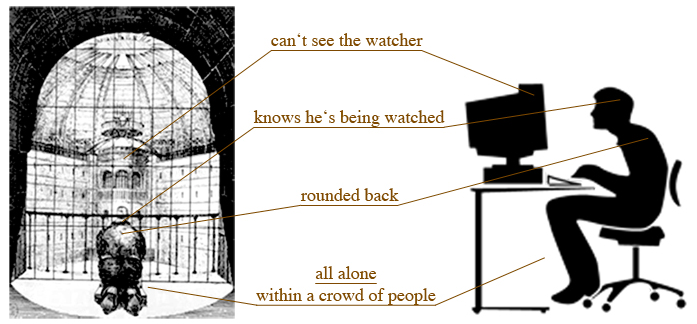 can‘t see the watcher
knows he‘s being watched
rounded back
all alone
within a crowd of people